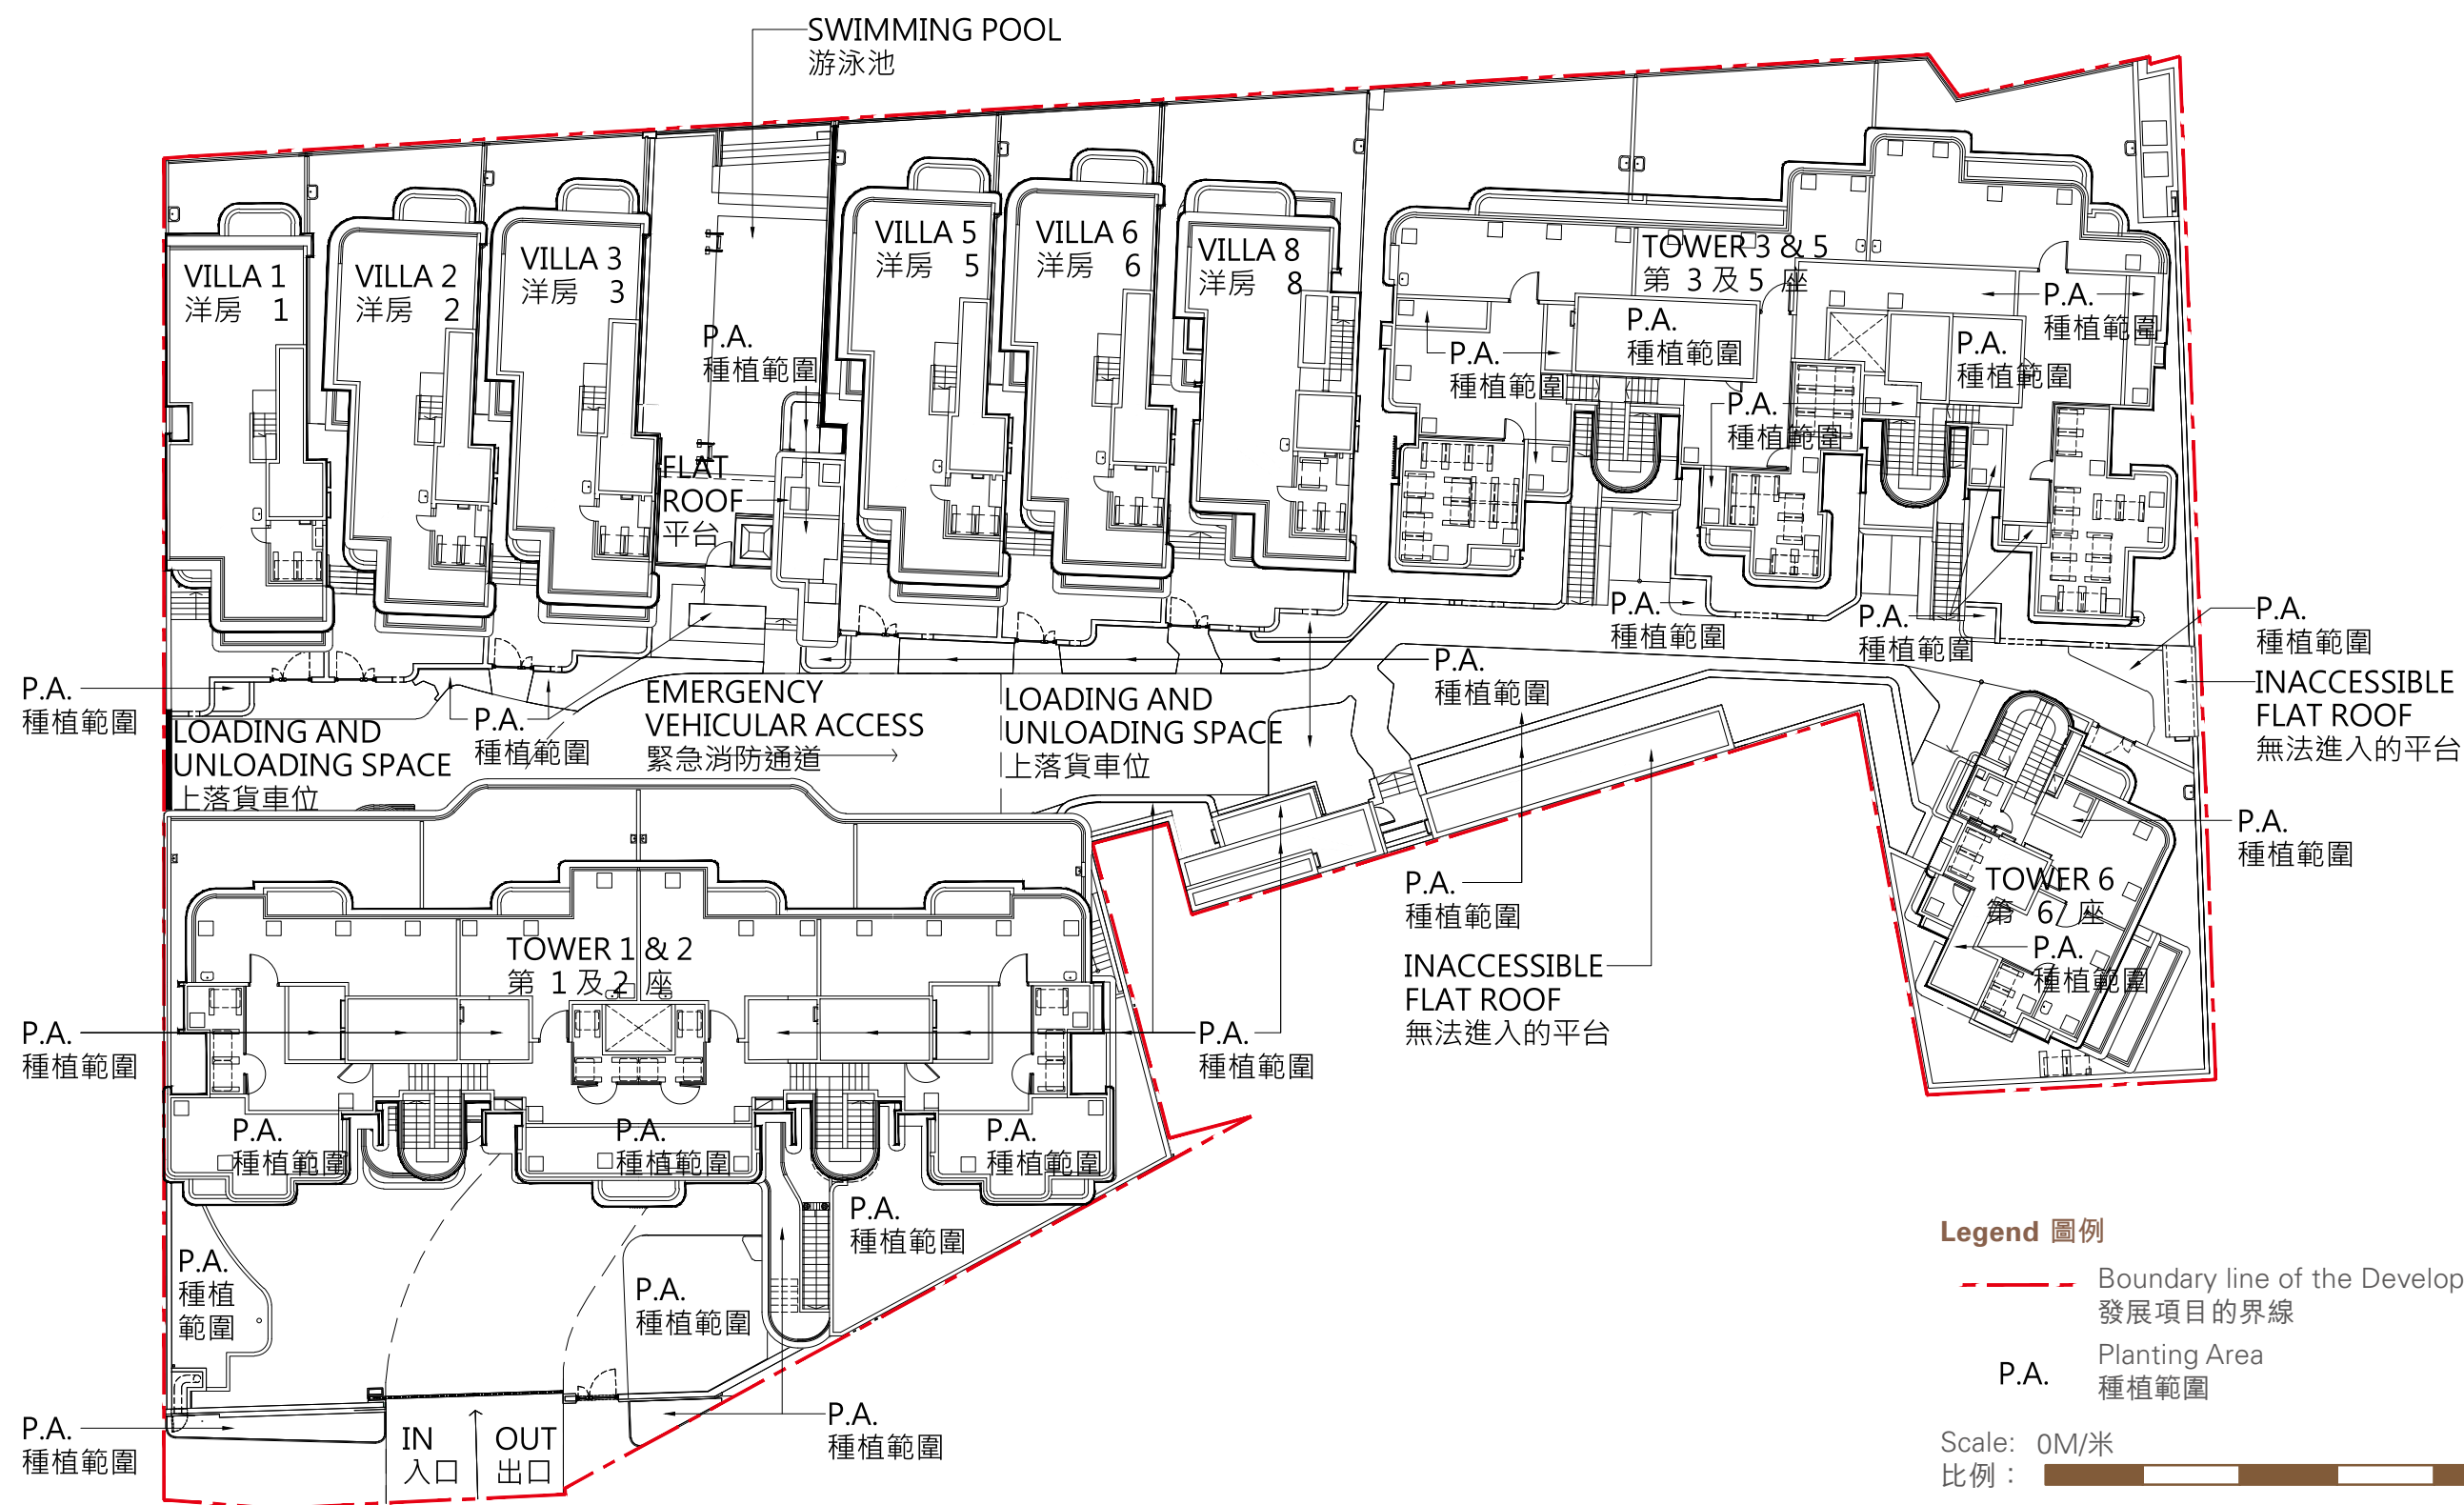 SWIMMING POOL
游泳池
VILLA 1
洋房 1
VILLA 2
洋房 2
VILLA 3
洋房 3
VILLA 5
洋房 5
VILLA 6
洋房 6
VILLA 8
洋房 8
TOWER 3 & 5
第 3 及 5 座
P.A.
種植範圍
P.A.
種植範圍
P.A.
種植範圍
P.A.
種植範圍
P.A.
種植範圍
P.A.
種植範圍
FLAT
ROOF
平台
P.A.
種植範圍
P.A.
種植範圍
P.A.
種植範圍
INACCESSIBLE
FLAT ROOF
無法進入的平台
P.A.
種植範圍
P.A.
種植範圍
P.A.
種植範圍
LOADING AND
UNLOADING SPACE
上落貨車位
EMERGENCY
VEHICULAR ACCESS
緊急消防通道
LOADING AND
UNLOADING SPACE
上落貨車位
P.A.
種植範圍
TOWER 6
第 6 座
P.A.
種植範圍
P.A.
種植範圍
INACCESSIBLE
FLAT ROOF
無法進入的平台
TOWER 1 & 2
第 1 及 2 座
P.A.
種植範圍
P.A.
種植範圍
P.A.
種植範圍
P.A.
種植範圍
P.A.
種植範圍
P.A.
種植範圍
P.A.
種植
範圍
P.A.
種植範圍
P.A.
種植範圍
P.A.
種植範圍
IN
入口
OUT
出口
Legend 圖例
Boundary line of the Develop
發展項目的界線
P.A.
Planting Area
種植範圍
Scale: 0M/米
比例：